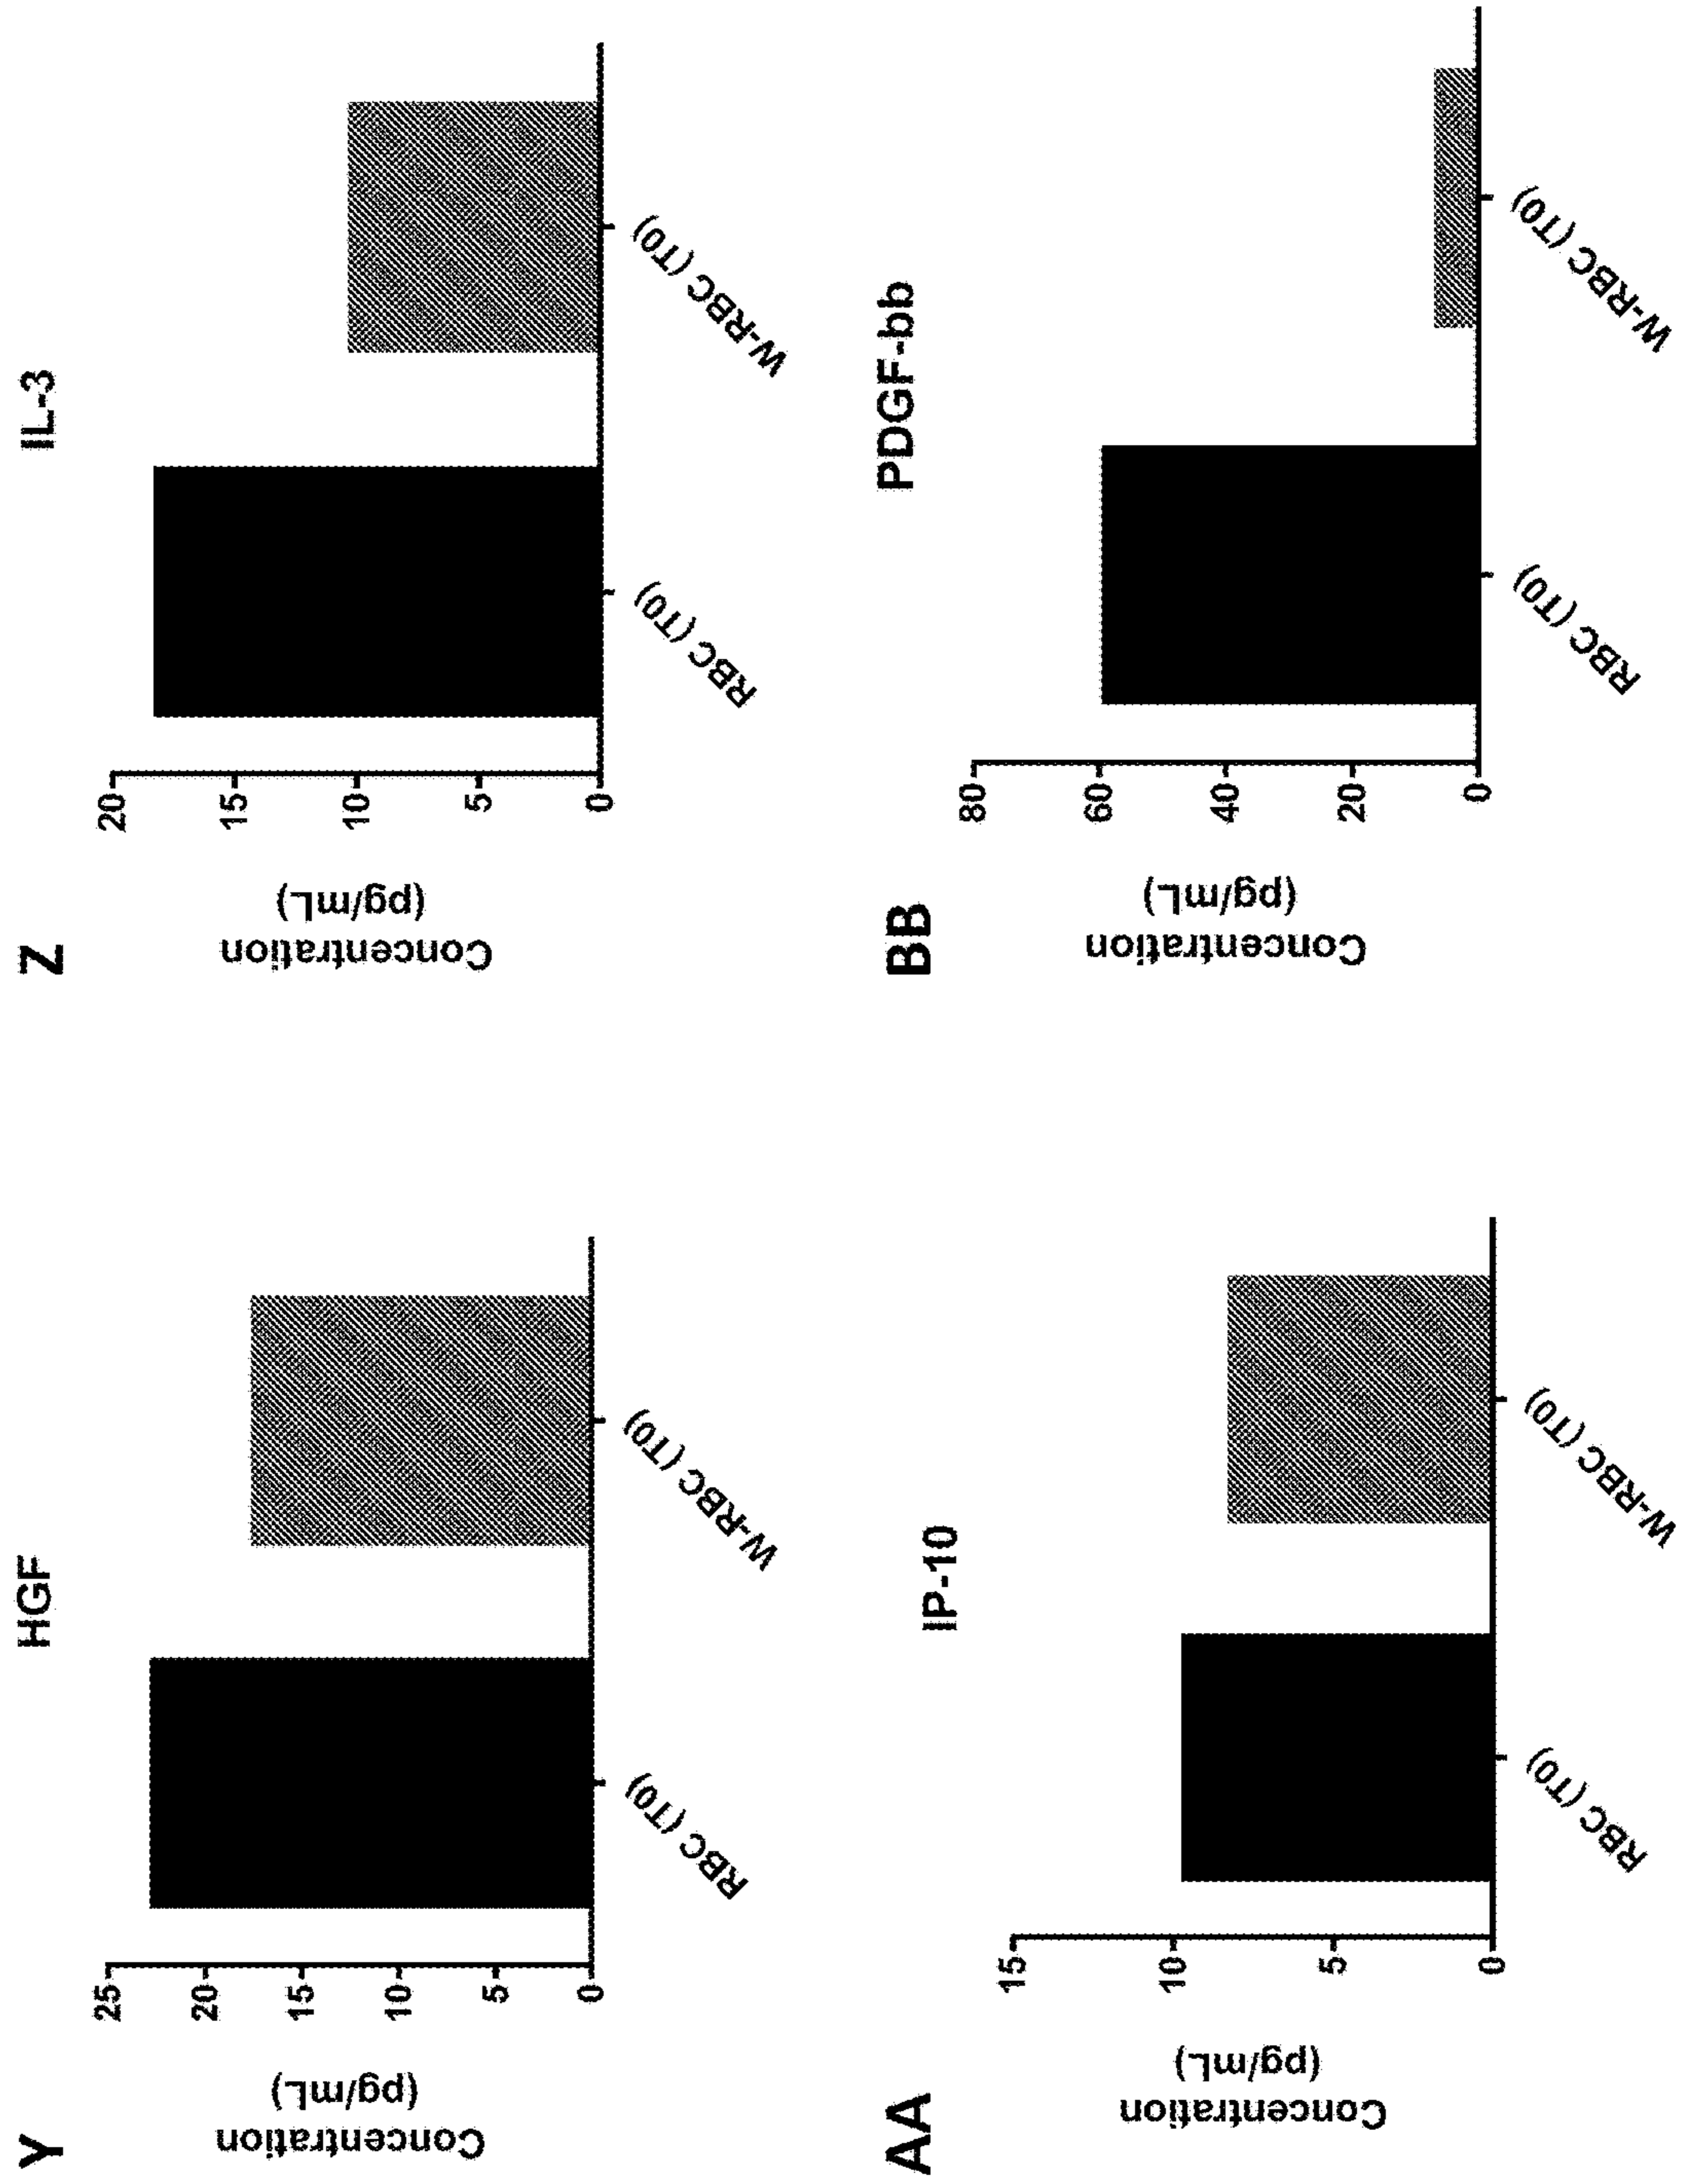 Y
HGF
Concentration
(pg/mL)
25
20
15
10
5
0
RBC (T0)
W-RBC (T0)
Z
IL-3
Concentration
(pg/mL)
20
15
10
5
0
RBC (T0)
W-RBC (T0)
AA
IP-10
Concentration
(pg/mL)
15
10
5
0
RBC (T0)
W-RBC (T0)
BB
PDGF-bb
Concentration
(pg/mL)
80
60
40
20
0
RBC (T0)
W-RBC (T0)